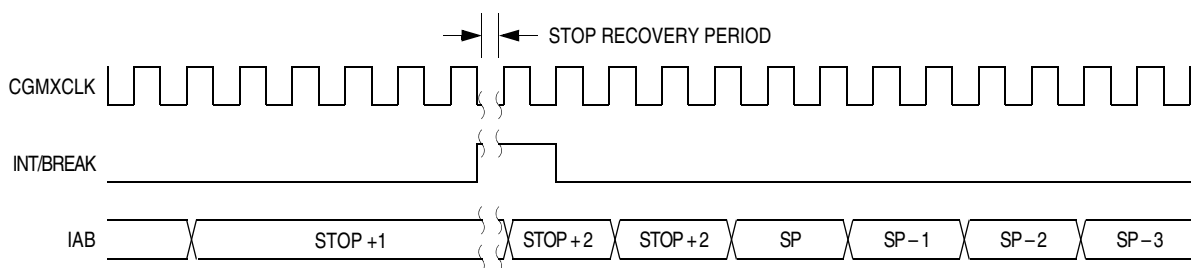 STOP RECOVERY PERIOD
CGMXCLK
INT/BREAK
IAB STOP +1 STOP + 2 STOP + 2 SP SP – 1 SP – 2 SP – 3